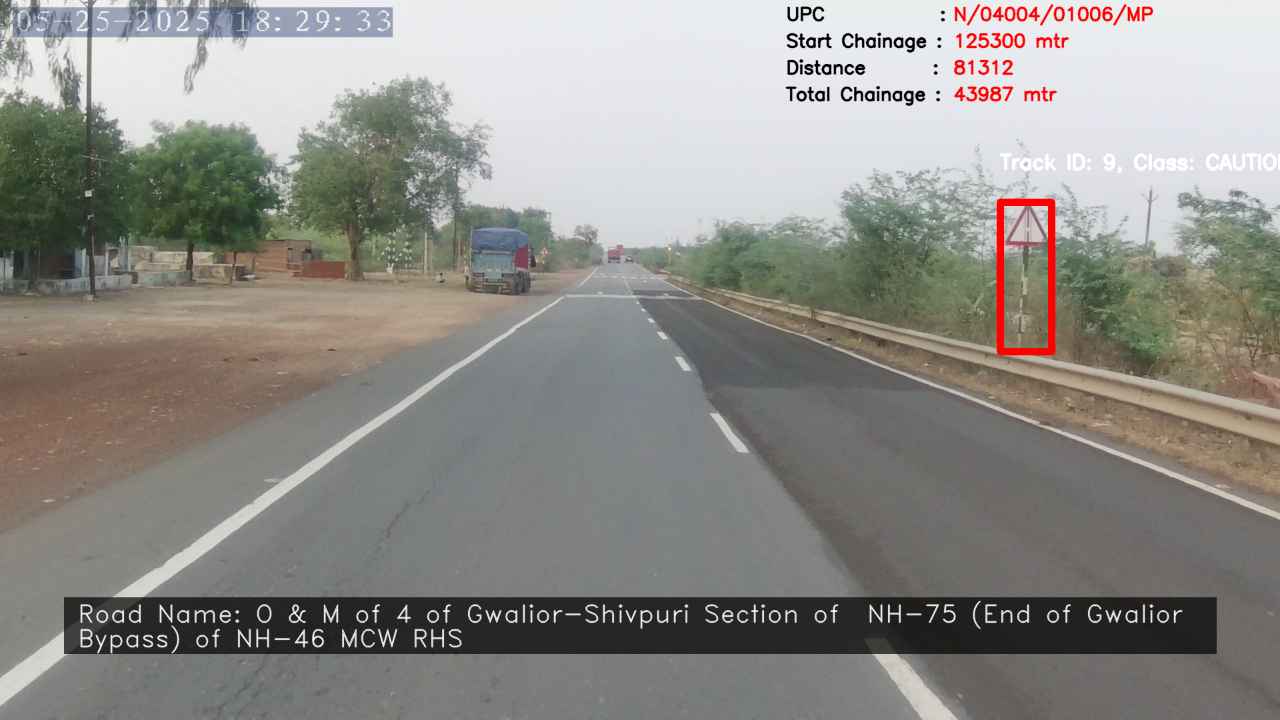 05-25-2025 18:29:33
UPC : N/04004/01006/MP
Start Chainage : 125300 mtr
Distance : 81312
Total Chainage : 43987 mtr
Track ID: 9, Class: CAUTIO
Road Name: O & M of 4 of Gwalior-Shivpuri Section of NH-75 (End of Gwalior
Bypass) of NH-46 MCW RHS